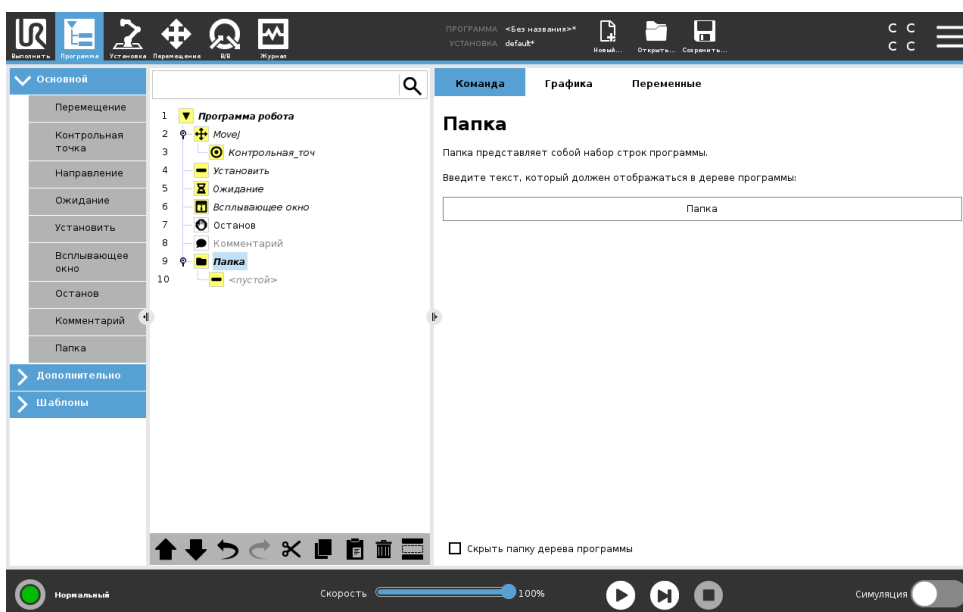 UR
Выполнить
Программа
Установка
Перемещение
В/В
Журнал
ПРОГРАММА <Без названия>*
УСТАНОВКА default*
Новый...
Открыть...
Сохранить...
C C
C C
Основной
Перемещение
Контрольная
точка
Направление
Ожидание
Установить
Всплывающее
окно
Останов
Комментарий
Папка
Дополнительно
Шаблоны
1 Программа робота
2 MoveJ
3 Контрольная_точ
4 Установить
5 Ожидание
6 Всплывающее окно
7 Останов
8 Комментарий
9 Папка
10 <пустой>
Команда
Графика
Переменные
Папка
Папка представляет собой набор строк программы.
Введите текст, который должен отображаться в дереве программы:
Папка
Скрыть папку дерева программы
Нормальный
Скорость
100%
Симуляция